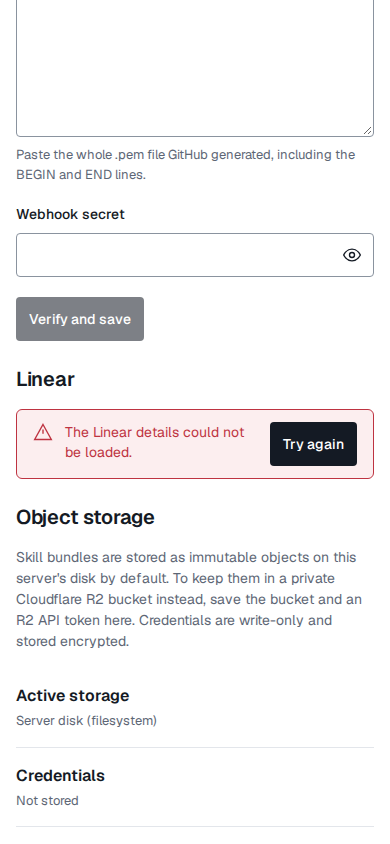 Paste the whole .pem file GitHub generated, including the
BEGIN and END lines.
Webhook secret
Verify and save
Linear
The Linear details could not
be loaded.
Try again
Object storage
Skill bundles are stored as immutable objects on this
server's disk by default. To keep them in a private
Cloudflare R2 bucket instead, save the bucket and an
R2 API token here. Credentials are write-only and
stored encrypted.
Active storage
Server disk (filesystem)
Credentials
Not stored